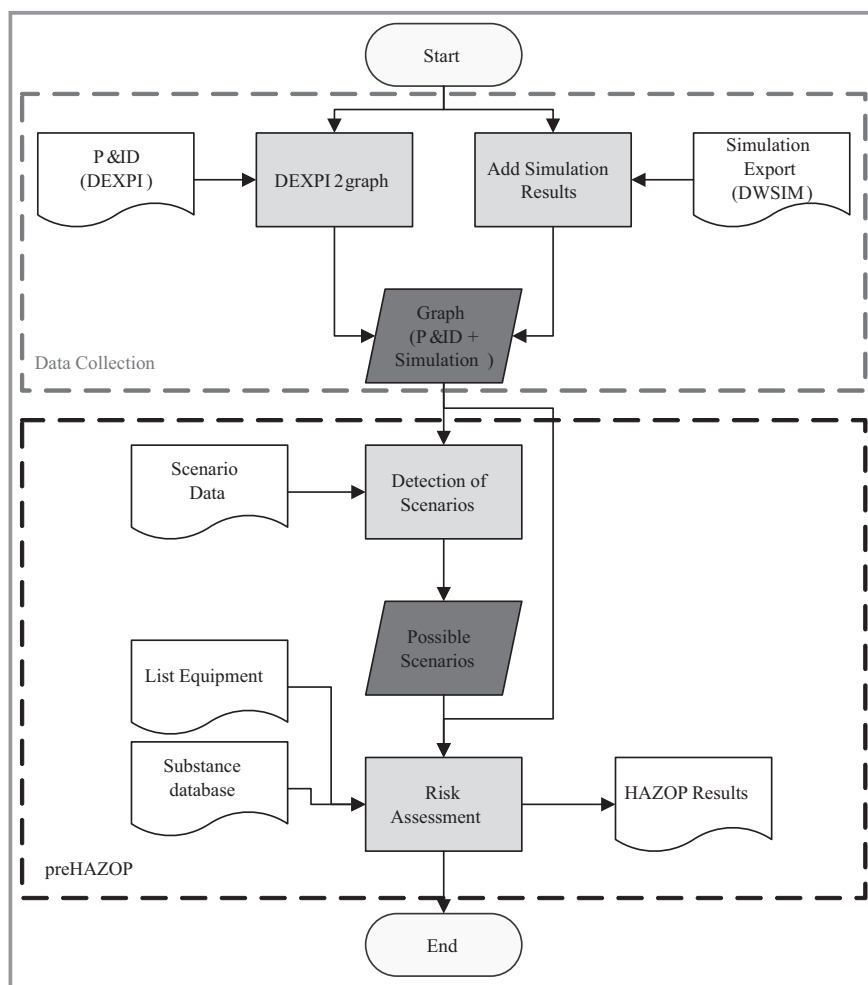 Start
P&ID
(DEXPI)
DEXPI 2 graph
Add Simulation
Results
Simulation
Export
(DWSIM)
Graph
(P&ID +
Simulation )
Data Collection
Scenario
Data
Detection of
Scenarios
Possible
Scenarios
List Equipment
Substance
database
Risk
Assessment
HAZOP Results
preHAZOP
End